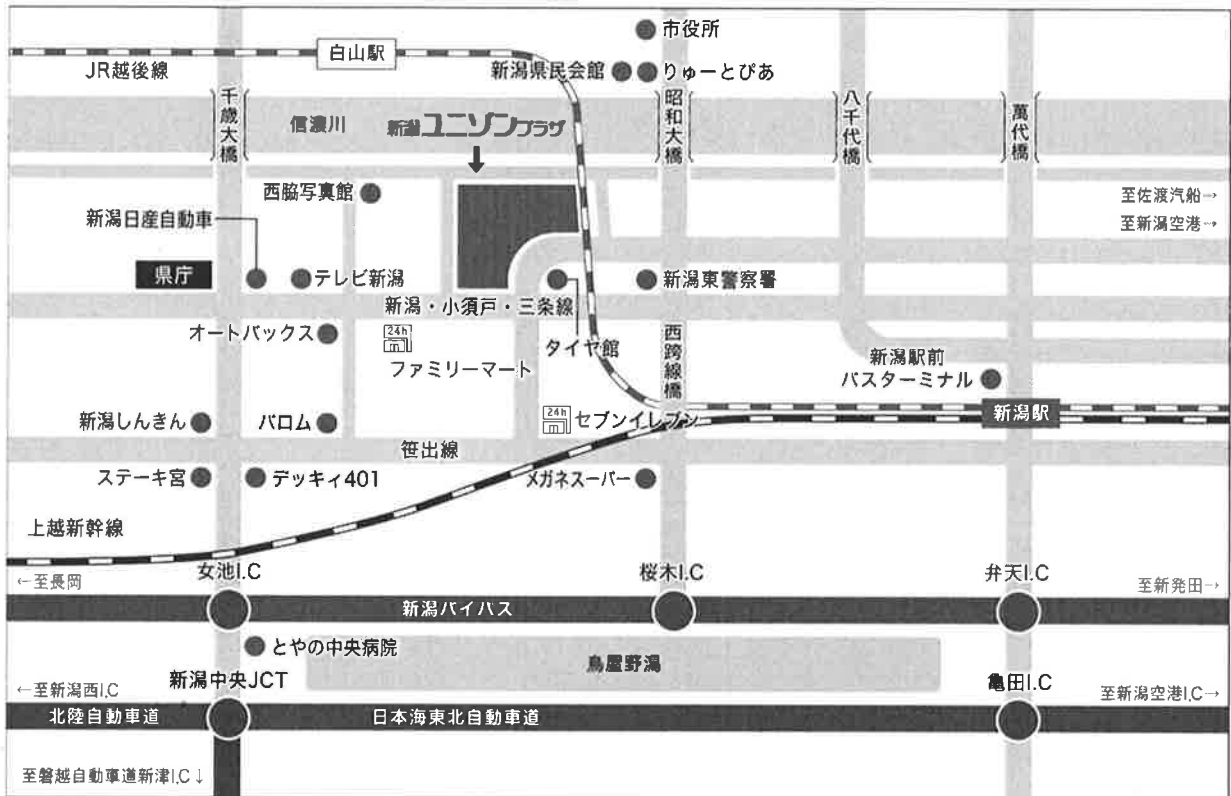 市役所
白山駅
JR越後線
新潟県民会館
りゅーとぴあ
千歳大橋
信濃川
新潟ユニゾンプラザ
昭和大橋
八千代橋
萬代橋
西脇写真館
至佐渡汽船→
新潟日産自動車
至新潟空港→
県庁
テレビ新潟
新潟東警察署
新潟・小須戸・三条線
オートバックス
24h
ファミリーマート
タイヤ館
西跨線橋
新潟駅前
バスターミナル
新潟しんきん
バロム
24h
セブンイレブン
新潟駅
笹出線
ステーキ宮
デッキィ401
メガネスーパー
上越新幹線
女池I.C
桜木I.C
弁天I.C
←至長岡
至新発田→
新潟バイパス
とやの中央病院
鳥屋野潟
新潟中央JCT
亀田I.C
←至新潟西I.C
至新潟空港I.C→
北陸自動車道
日本海東北自動車道
至磐越自動車道新津I.C↓